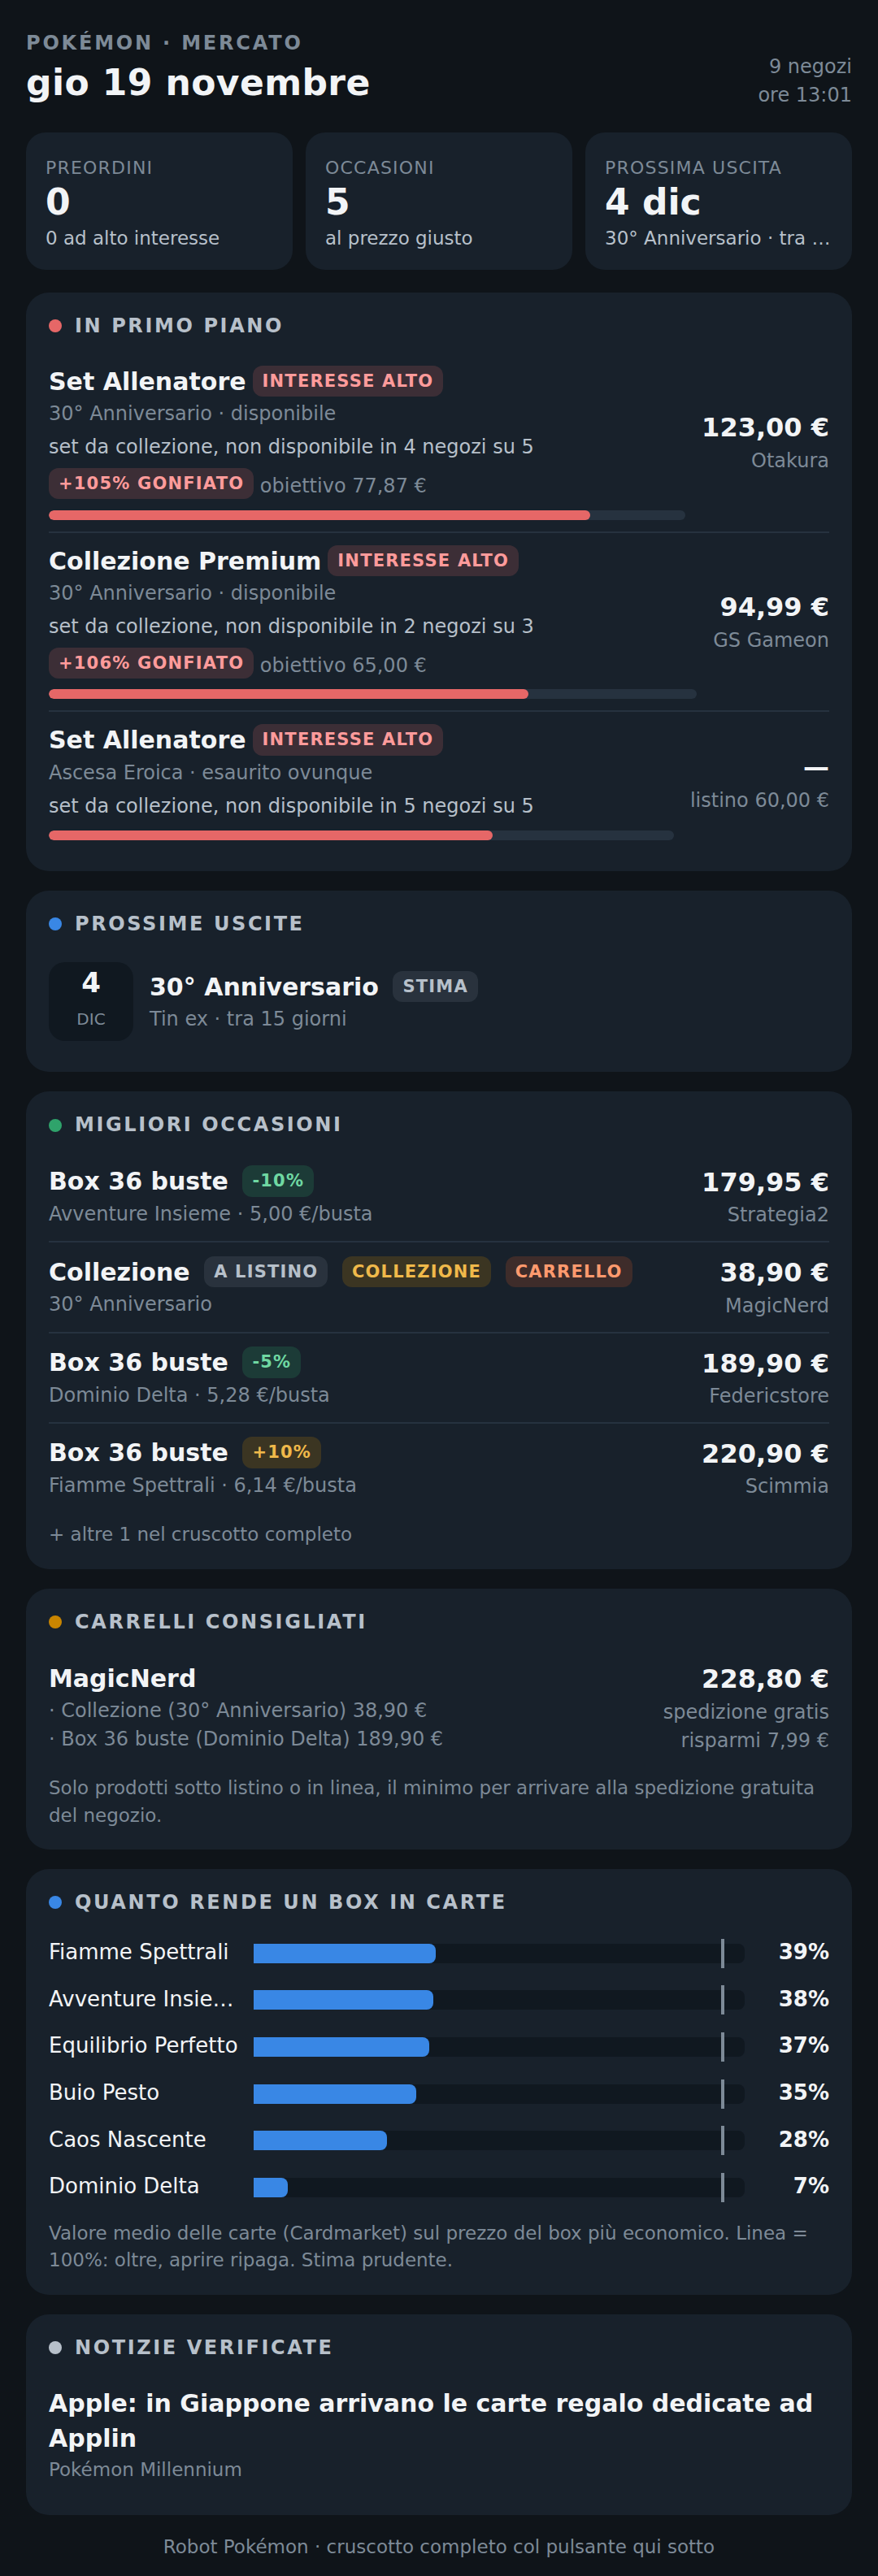 POKÉMON · MERCATO
gio 19 novembre
9 negozi
ore 13:01
PREORDINI
0
0 ad alto interesse
OCCASIONI
5
al prezzo giusto
PROSSIMA USCITA
4 dic
30° Anniversario · tra …
IN PRIMO PIANO
Set Allenatore INTERESSE ALTO
30° Anniversario · disponibile
set da collezione, non disponibile in 4 negozi su 5
+105% GONFIATO obiettivo 77,87 €
123,00 €
Otakura
Collezione Premium INTERESSE ALTO
30° Anniversario · disponibile
set da collezione, non disponibile in 2 negozi su 3
+106% GONFIATO obiettivo 65,00 €
94,99 €
GS Gameon
Set Allenatore INTERESSE ALTO
Ascesa Eroica · esaurito ovunque
set da collezione, non disponibile in 5 negozi su 5
—
listino 60,00 €
PROSSIME USCITE
4
DIC
30° Anniversario STIMA
Tin ex · tra 15 giorni
MIGLIORI OCCASIONI
Box 36 buste -10%
Avventure Insieme · 5,00 €/busta
179,95 €
Strategia2
Collezione A LISTINO COLLEZIONE CARRELLO
30° Anniversario
38,90 €
MagicNerd
Box 36 buste -5%
Dominio Delta · 5,28 €/busta
189,90 €
Federicstore
Box 36 buste +10%
Fiamme Spettrali · 6,14 €/busta
220,90 €
Scimmia
+ altre 1 nel cruscotto completo
CARRELLI CONSIGLIATI
MagicNerd
· Collezione (30° Anniversario) 38,90 €
· Box 36 buste (Dominio Delta) 189,90 €
228,80 €
spedizione gratis
risparmi 7,99 €
Solo prodotti sotto listino o in linea, il minimo per arrivare alla spedizione gratuita
del negozio.
QUANTO RENDE UN BOX IN CARTE
Fiamme Spettrali 39%
Avventure Insie… 38%
Equilibrio Perfetto 37%
Buio Pesto 35%
Caos Nascente 28%
Dominio Delta 7%
Valore medio delle carte (Cardmarket) sul prezzo del box più economico. Linea =
100%: oltre, aprire ripaga. Stima prudente.
NOTIZIE VERIFICATE
Apple: in Giappone arrivano le carte regalo dedicate ad
Applin
Pokémon Millennium
Robot Pokémon · cruscotto completo col pulsante qui sotto